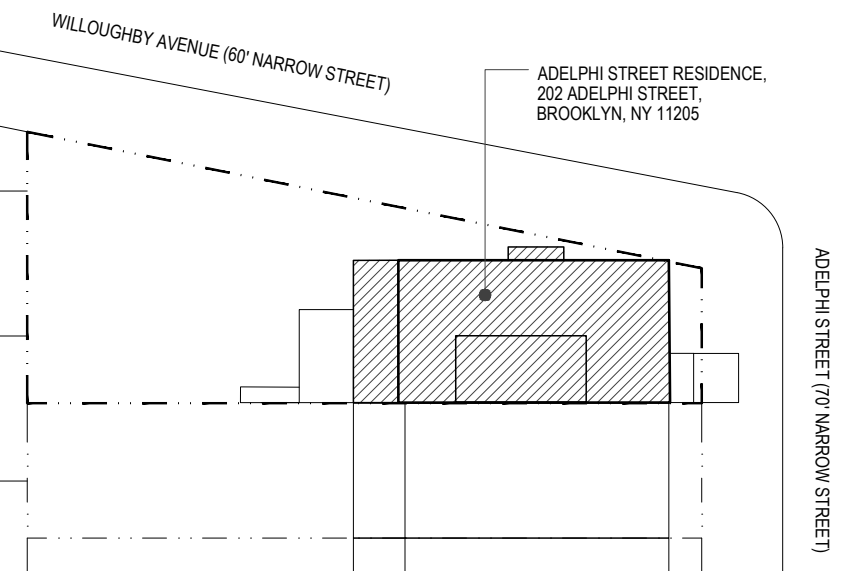 WILLOUGHBY AVENUE (60' NARROW STREET)
ADELPHI STREET RESIDENCE,
202 ADELPHI STREET,
BROOKLYN, NY 11205
ADELPHI STREET (70' NARROW STREET)